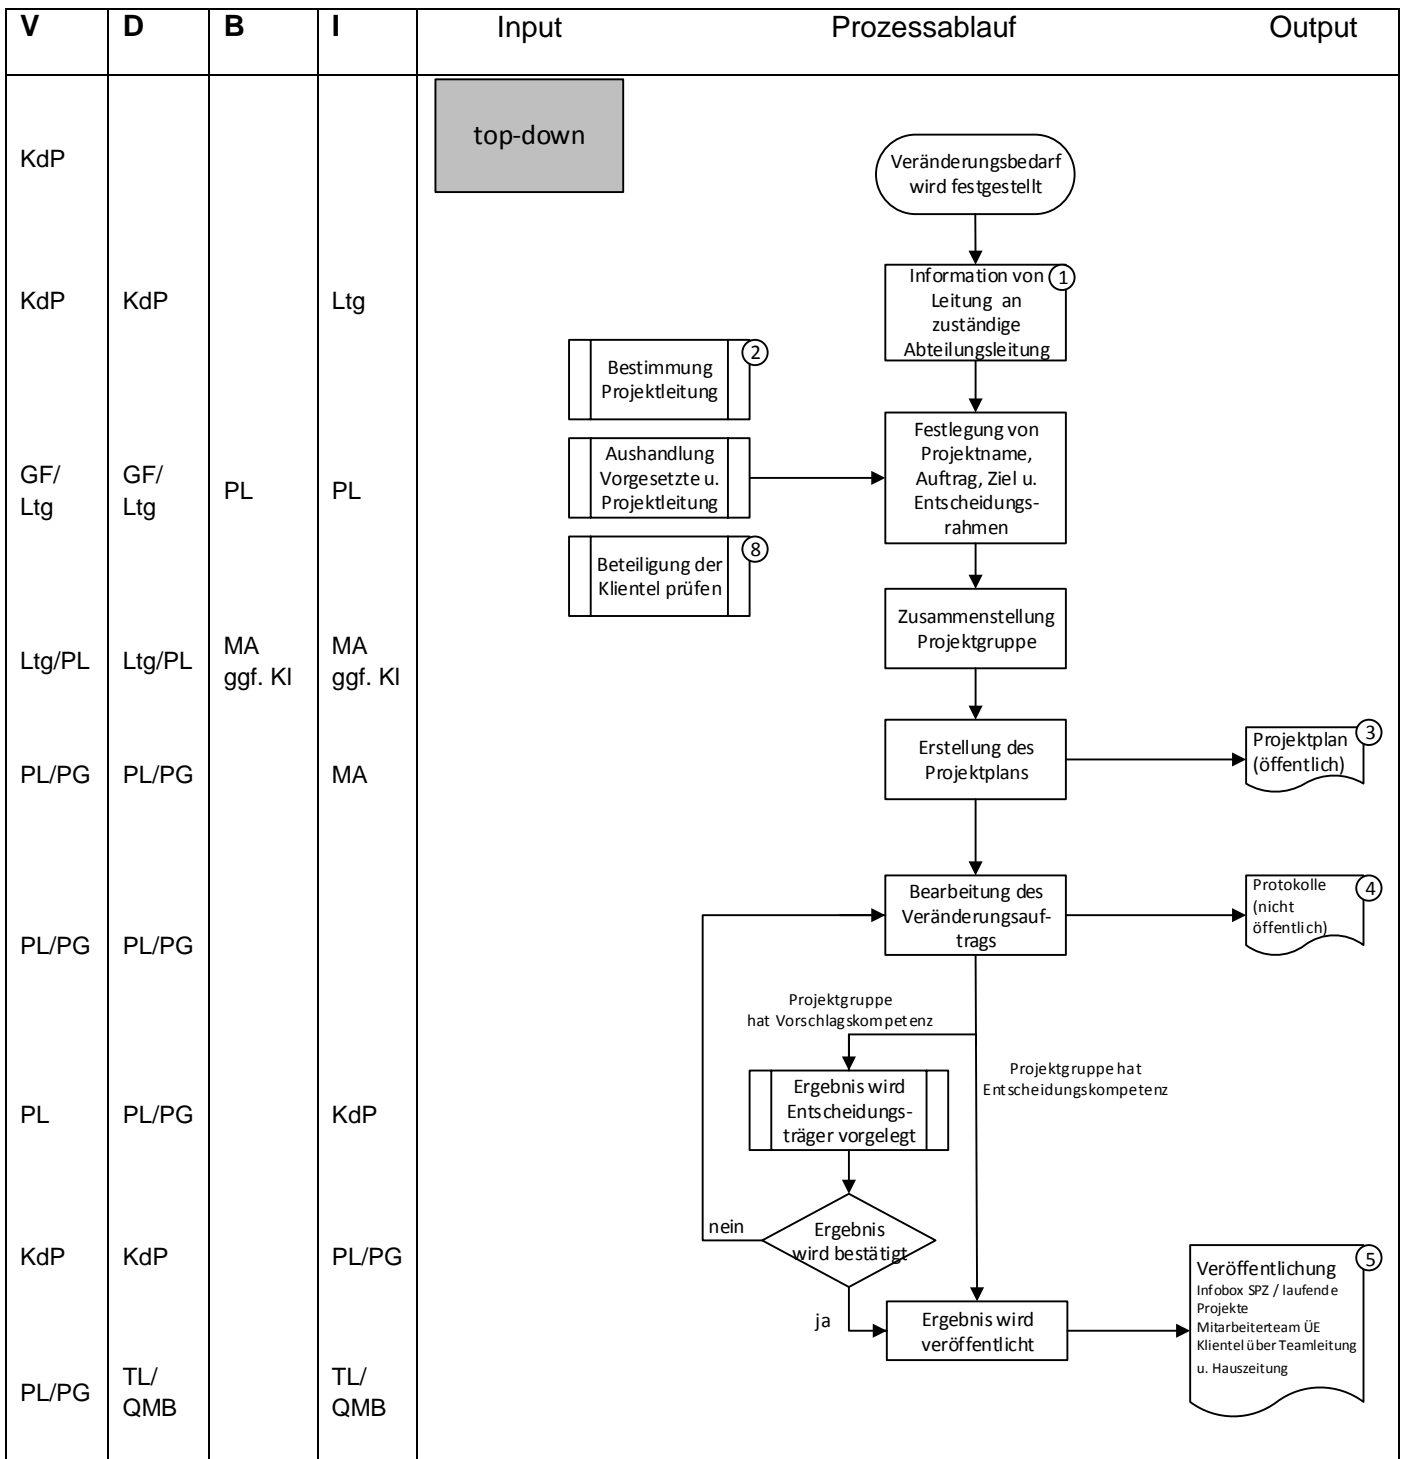 V D B I Input Prozessablauf Output
top-down
KdP
Veränderungsbedarf
wird festgestellt
KdP KdP Ltg
Information von
Leitung an
zuständige
Abteilungsleitung
1
Bestimmung
Projektleitung
2
GF/
Ltg
GF/
Ltg
PL
PL
Aushandlung
Vorgesetzte u.
Projektleitung
Festlegung von
Projektname,
Auftrag, Ziel u.
Entscheidungs-
rahmen
Beteiligung der
Klientel prüfen
8
Ltg/PL
Ltg/PL
MA
ggf. Kl
MA
ggf. Kl
Zusammenstellung
Projektgruppe
PL/PG PL/PG MA
Erstellung des
Projektplans
Projektplan
(öffentlich)
3
PL/PG PL/PG
Bearbeitung des
Veränderungsauf-
trags
Protokolle
(nicht
öffentlich)
4
Projektgruppe
hat Vorschlagskompetenz
Projektgruppe hat
Entscheidungskompetenz
PL PL/PG KdP
Ergebnis wird
Entscheidungs-
träger vorgelegt
KdP KdP PL/PG
nein
Ergebnis
wird bestätigt
ja
Ergebnis wird
veröffentlicht
Veröffentlichung
Infobox SPZ / laufende
Projekte
Mitarbeiterteam ÜE
Klientel über Teamleitung
u. Hauszeitung
5
PL/PG
TL/
QMB
TL/
QMB